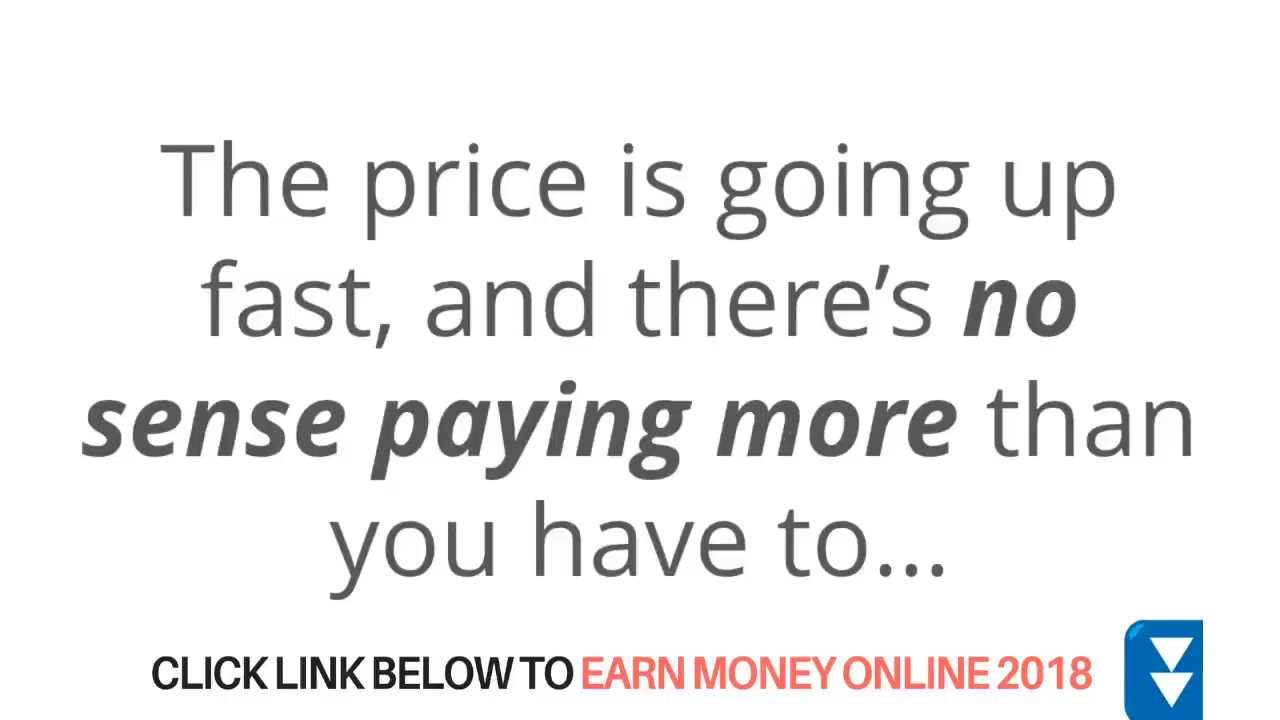 The price is going up
fast, and there’s no
sense paying more than
you have to...
CLICK LINK BELOW TO EARN MONEY ONLINE 2018